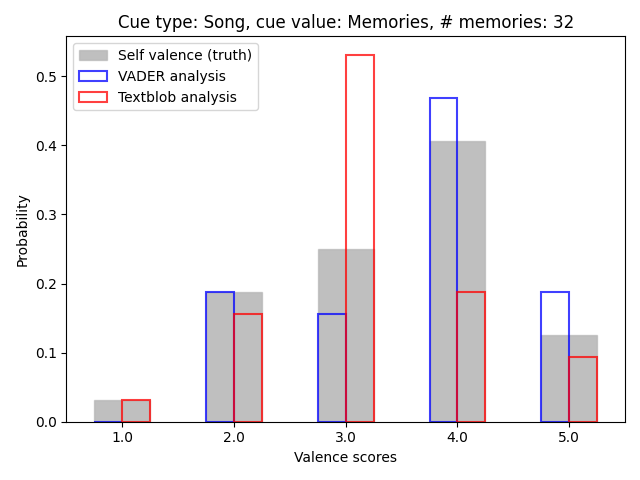 Cue type: Song, cue value: Memories, # memories: 32
Self valence (truth)
VADER analysis
Textblob analysis
Probability
0.5
0.4
0.3
0.2
0.1
0.0
1.0 2.0 3.0 4.0 5.0
Valence scores